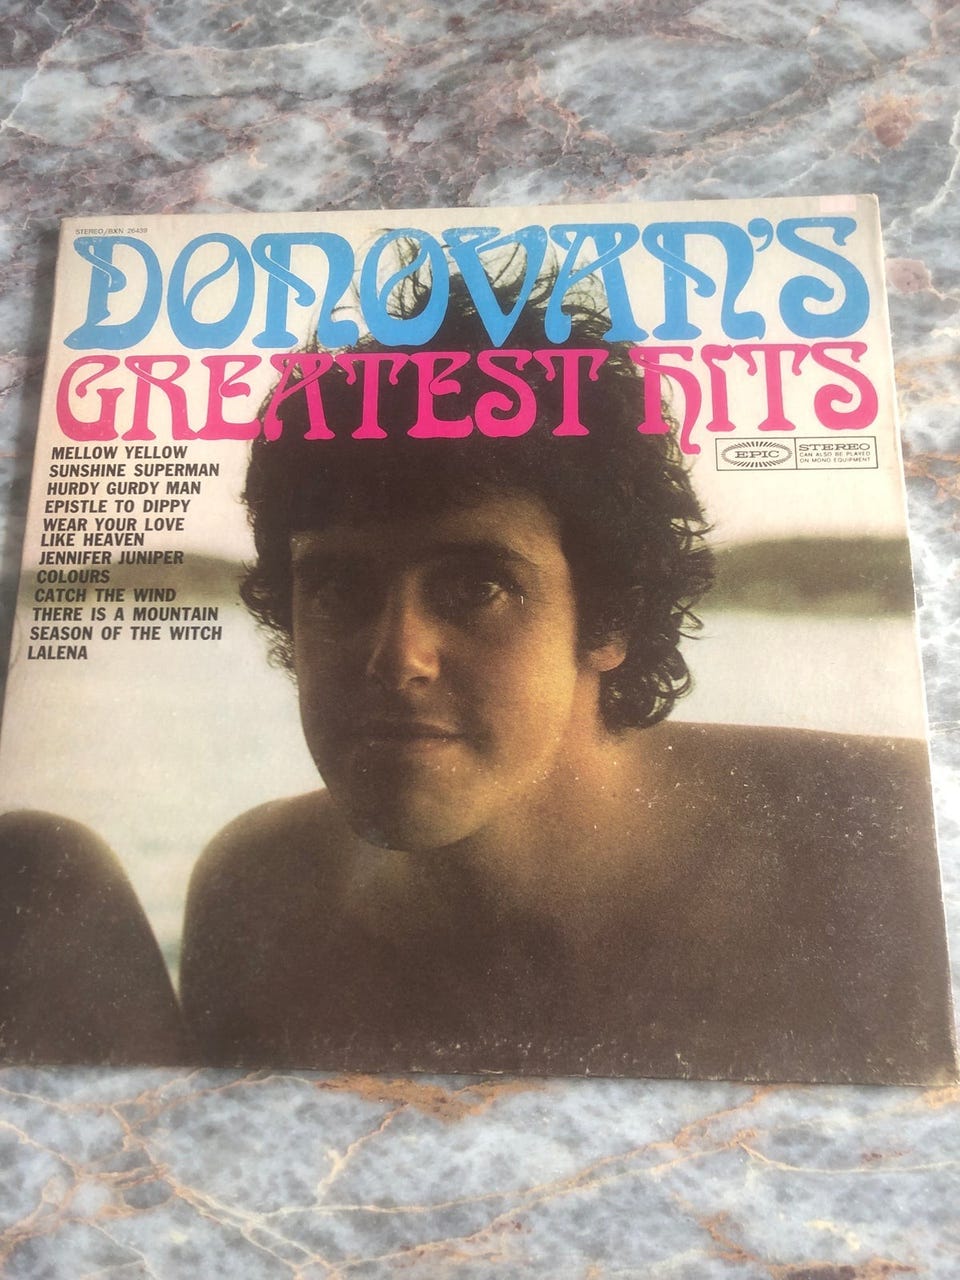 STEREO/BXN 26439
DONOVAN'S
GREATEST HITS
MELLOW YELLOW
SUNSHINE SUPERMAN
HURDY GURDY MAN
EPISTLE TO DIPPY
WEAR YOUR LOVE
LIKE HEAVEN
JENNIFER JUNIPER
COLOURS
CATCH THE WIND
THERE IS A MOUNTAIN
SEASON OF THE WITCH
LALENA
EPIC
STEREO
CAN ALSO BE PLAYED
ON MONO EQUIPMENT